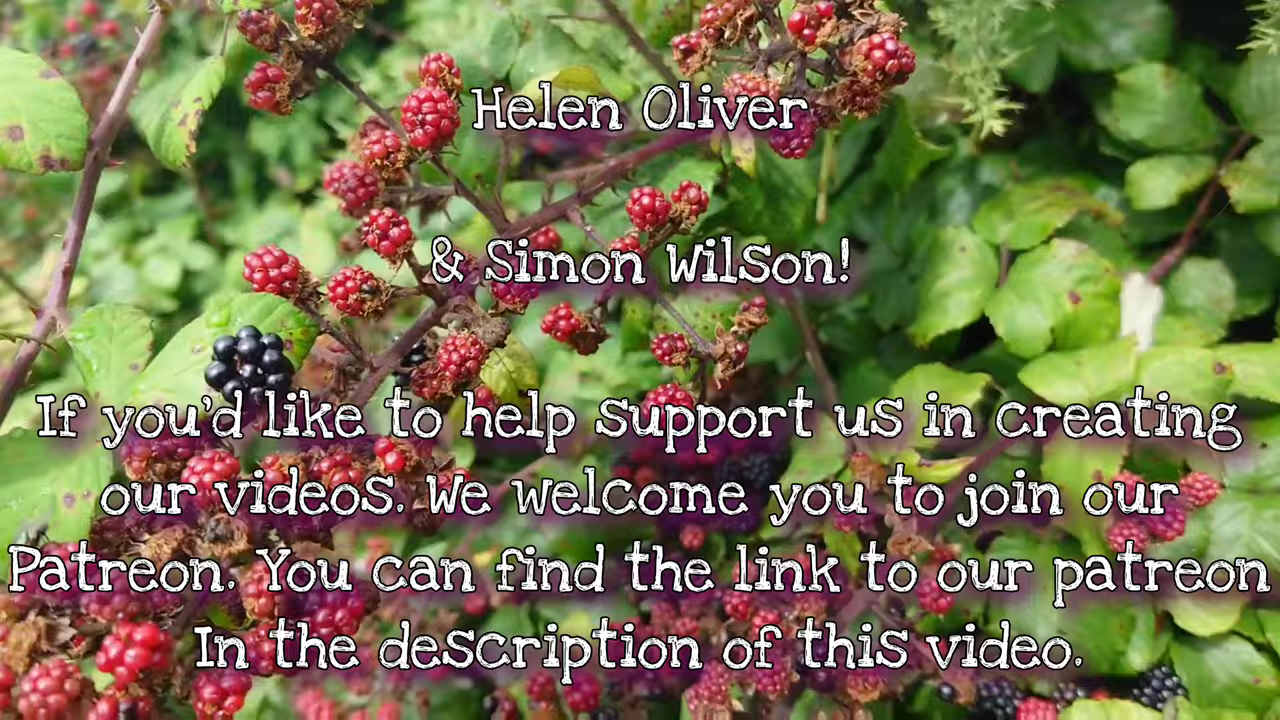 Helen Oliver
& Simon Wilson!
If you'd like to help support us in creating
our videos. We welcome you to join our
Patreon. You can find the link to our patreon
In the description of this video.